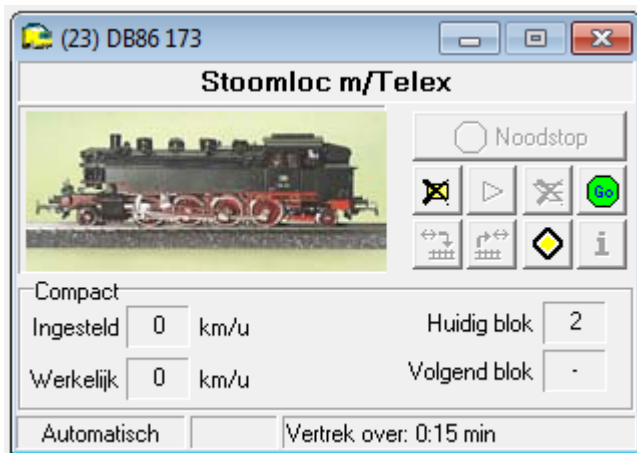 (23) DB86 173
Stoomloc m/Telex
Noodstop
Go
i
Compact
Ingesteld 0 km/u Huidig blok 2
Werkelijk 0 km/u Volgend blok -
Automatisch Vertrek over: 0:15 min